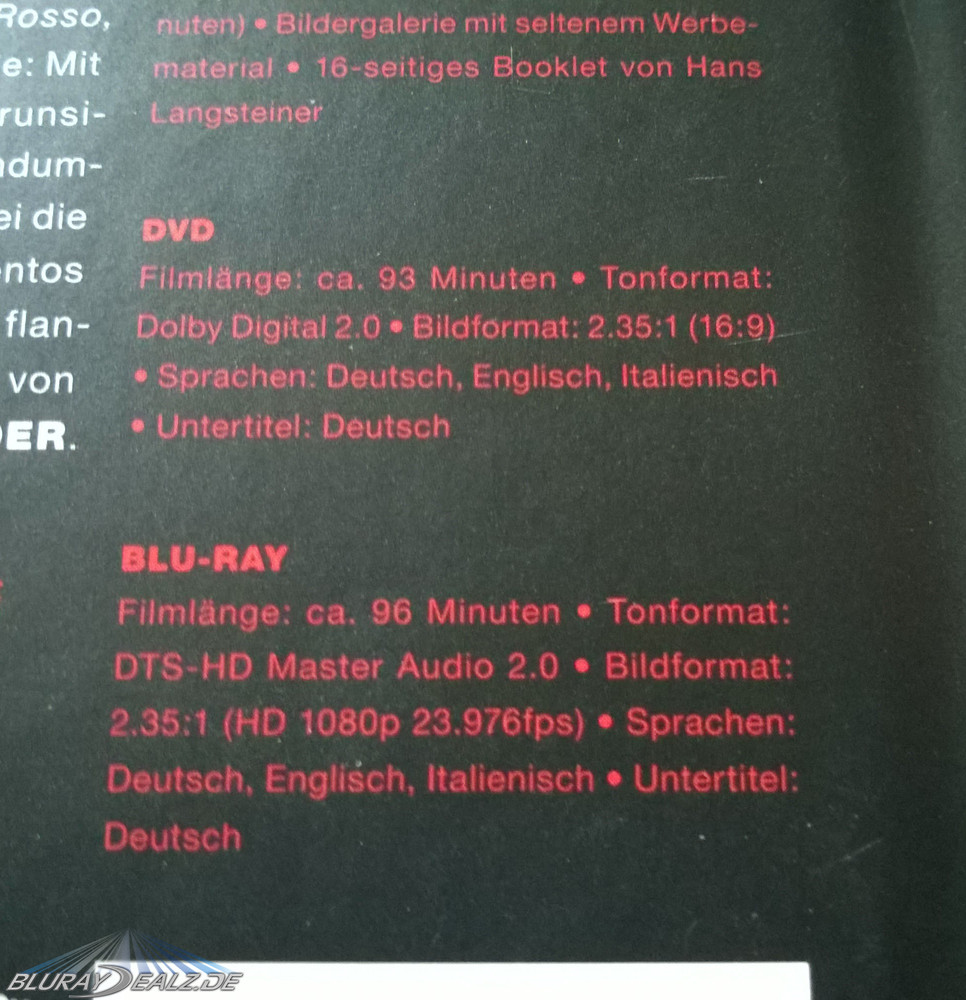 Rosso,
e: Mit
runsi-
ndum-
ei die
entos
flan-
von
DER.
nuten) • Bildergalerie mit seltenem Werbe-
material • 16-seitiges Booklet von Hans
Langsteiner
DVD
Filmlänge: ca. 93 Minuten • Tonformat:
Dolby Digital 2.0 • Bildformat: 2.35:1 (16:9)
• Sprachen: Deutsch, Englisch, Italienisch
• Untertitel: Deutsch
BLU-RAY
Filmlänge: ca. 96 Minuten • Tonformat:
DTS-HD Master Audio 2.0 • Bildformat:
2.35:1 (HD 1080p 23.976fps) • Sprachen:
Deutsch, Englisch, Italienisch • Untertitel:
Deutsch
BLURAYDEALZ.DE